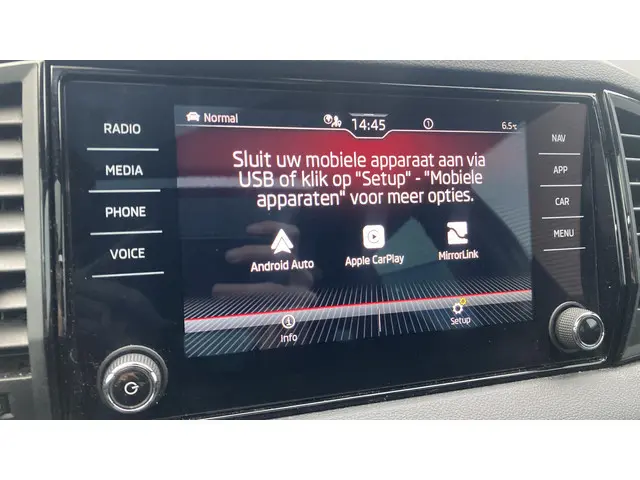 Normal
14:45
6.5°C
RADIO
MEDIA
PHONE
VOICE
Sluit uw mobiele apparaat aan via
USB of klik op "Setup" - "Mobiele
apparaten" voor meer opties.
Android Auto
Apple CarPlay
MirrorLink
Info
Setup
NAV
APP
CAR
MENU